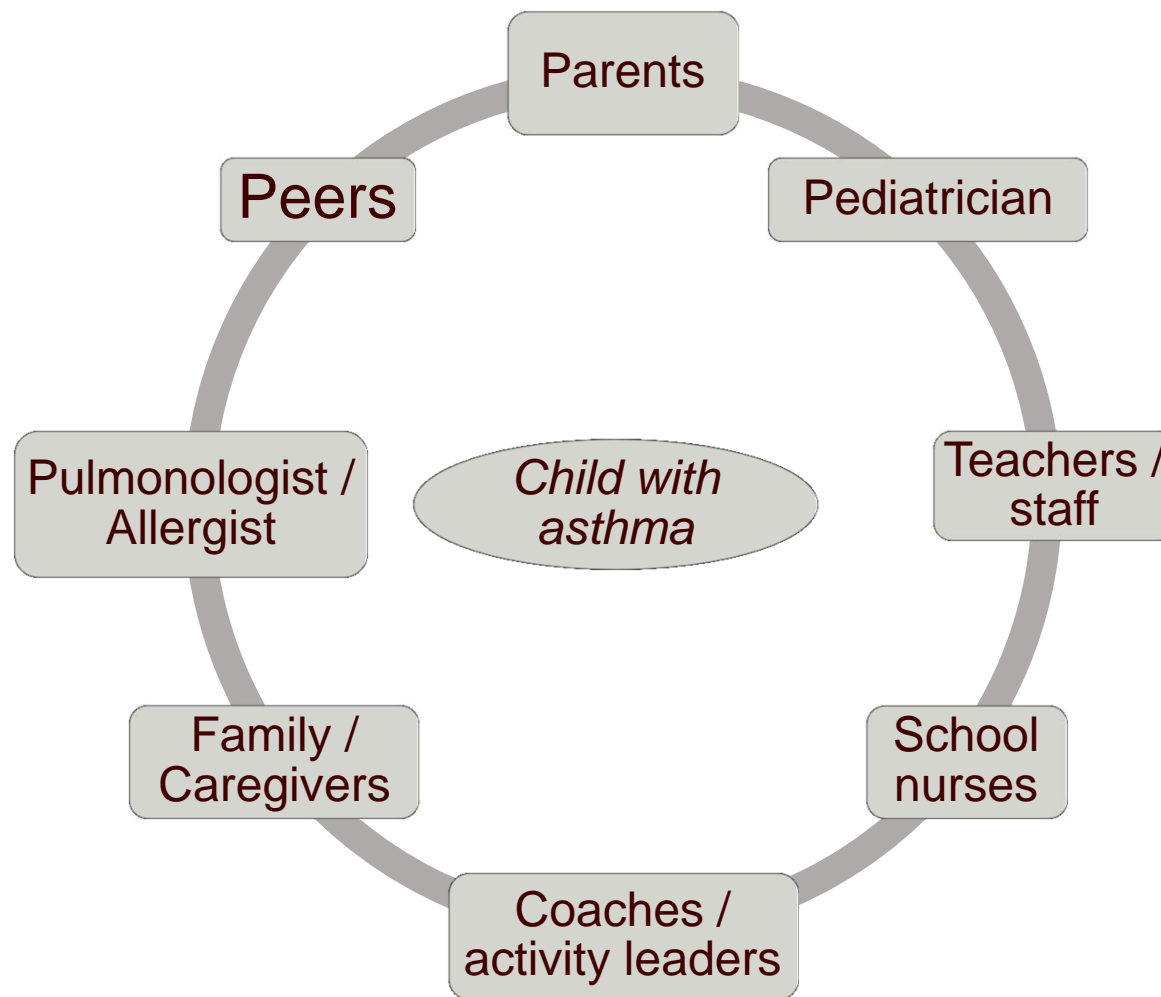 Parents
Peers
Pediatrician
Pulmonologist /
Allergist
Child with
asthma
Teachers /
staff
Family /
Caregivers
School
nurses
Coaches /
activity leaders